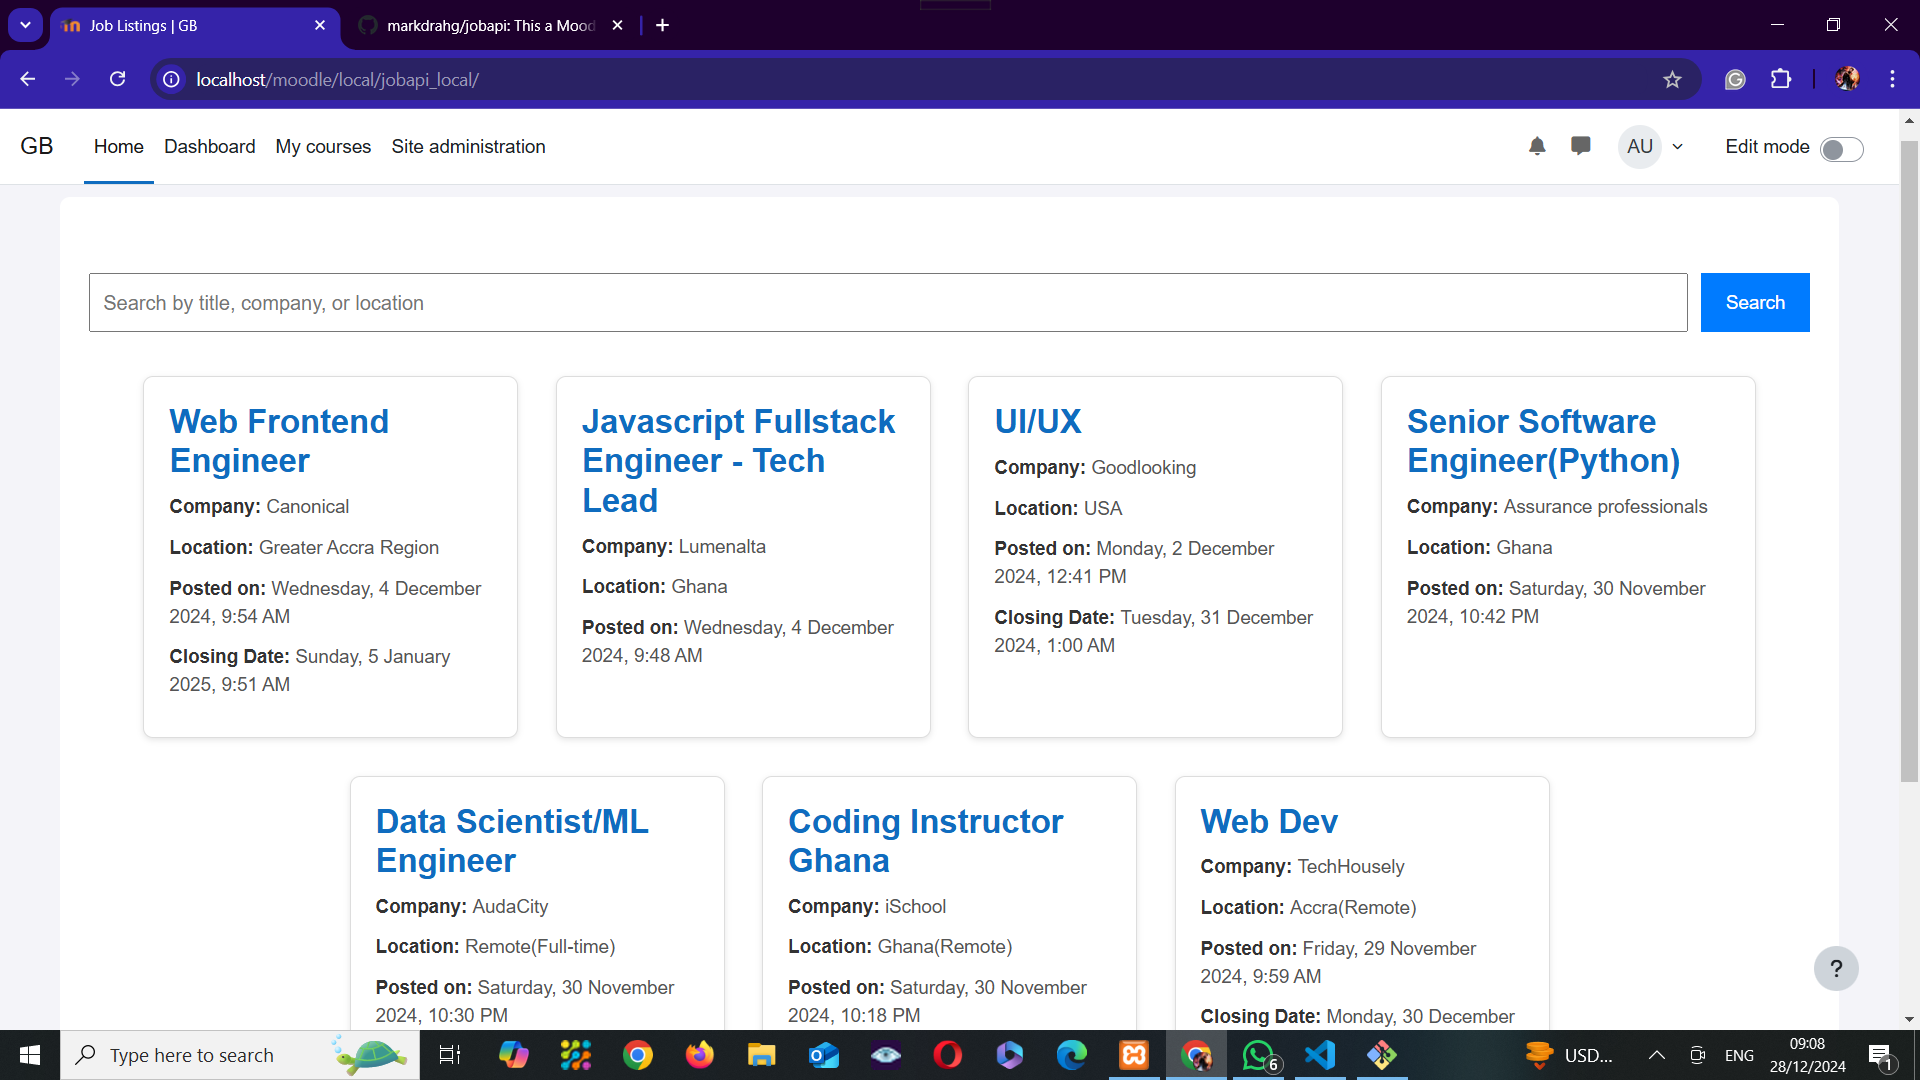 Job Listings | GB
markdrahg/jobapi: This a Mood
localhost/moodle/local/jobapi_local/
GB
Home
Dashboard
My courses
Site administration
AU
Edit mode
Search by title, company, or location
Search
Web Frontend
Engineer
Company: Canonical
Location: Greater Accra Region
Posted on: Wednesday, 4 December
2024, 9:54 AM
Closing Date: Sunday, 5 January
2025, 9:51 AM
Javascript Fullstack
Engineer - Tech
Lead
Company: Lumenalta
Location: Ghana
Posted on: Wednesday, 4 December
2024, 9:48 AM
UI/UX
Company: Goodlooking
Location: USA
Posted on: Monday, 2 December
2024, 12:41 PM
Closing Date: Tuesday, 31 December
2024, 1:00 AM
Senior Software
Engineer(Python)
Company: Assurance professionals
Location: Ghana
Posted on: Saturday, 30 November
2024, 10:42 PM
Data Scientist/ML
Engineer
Company: AudaCity
Location: Remote(Full-time)
Posted on: Saturday, 30 November
2024, 10:30 PM
Coding Instructor
Ghana
Company: iSchool
Location: Ghana(Remote)
Posted on: Saturday, 30 November
2024, 10:18 PM
Web Dev
Company: TechHousely
Location: Accra(Remote)
Posted on: Friday, 29 November
2024, 9:59 AM
Closing Date: Monday, 30 December
?
Type here to search
6
USD...
ENG
09:08
28/12/2024
1